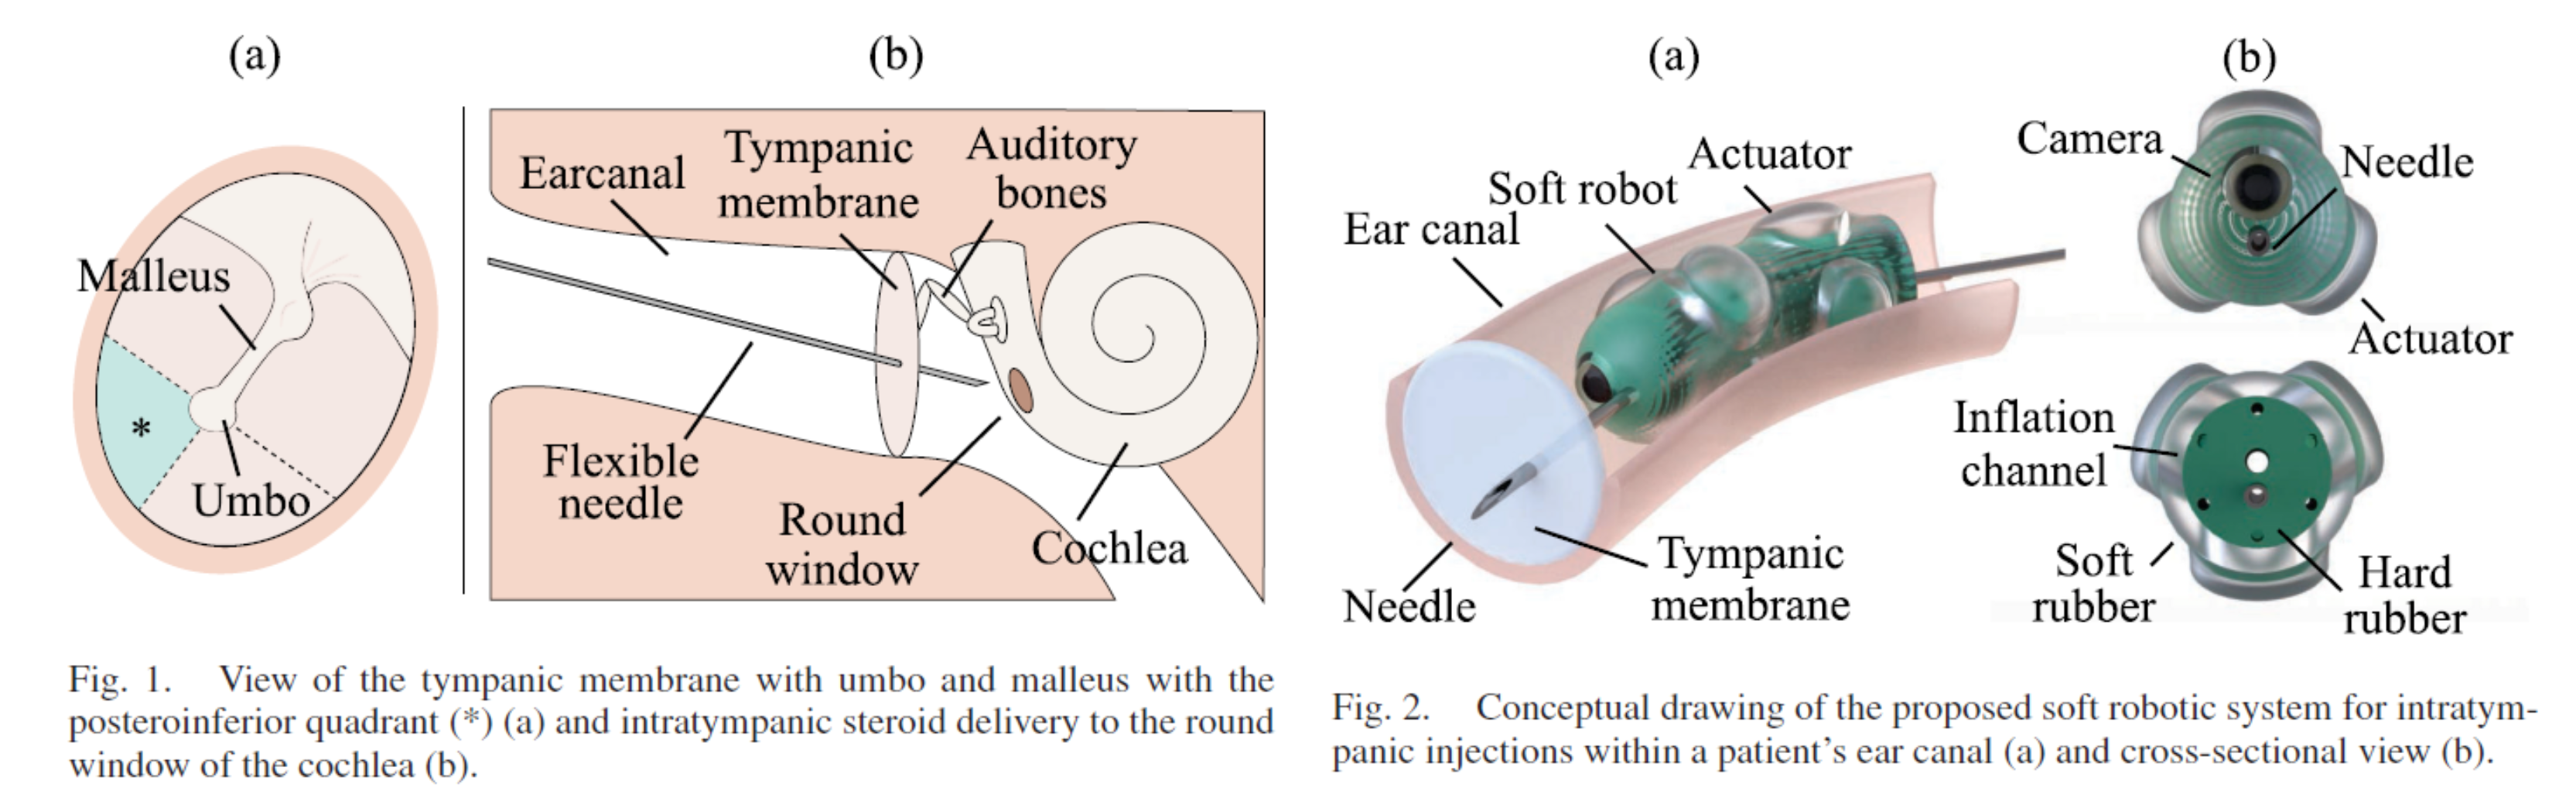 (a)
Malleus
*
Umbo
(b)
Earcanal
Tympanic
membrane
Auditory
bones
Flexible
needle
Round
window
Cochlea
Fig. 1. View of the tympanic membrane with umbo and malleus with the
posteroinferior quadrant (*) (a) and intratympanic steroid delivery to the round
window of the cochlea (b).
(a)
Ear canal
Soft robot
Actuator
Needle
Tympanic
membrane
(b)
Camera
Needle
Actuator
Inflation
channel
Soft
rubber
Hard
rubber
Fig. 2. Conceptual drawing of the proposed soft robotic system for intratym-
panic injections within a patient's ear canal (a) and cross-sectional view (b).